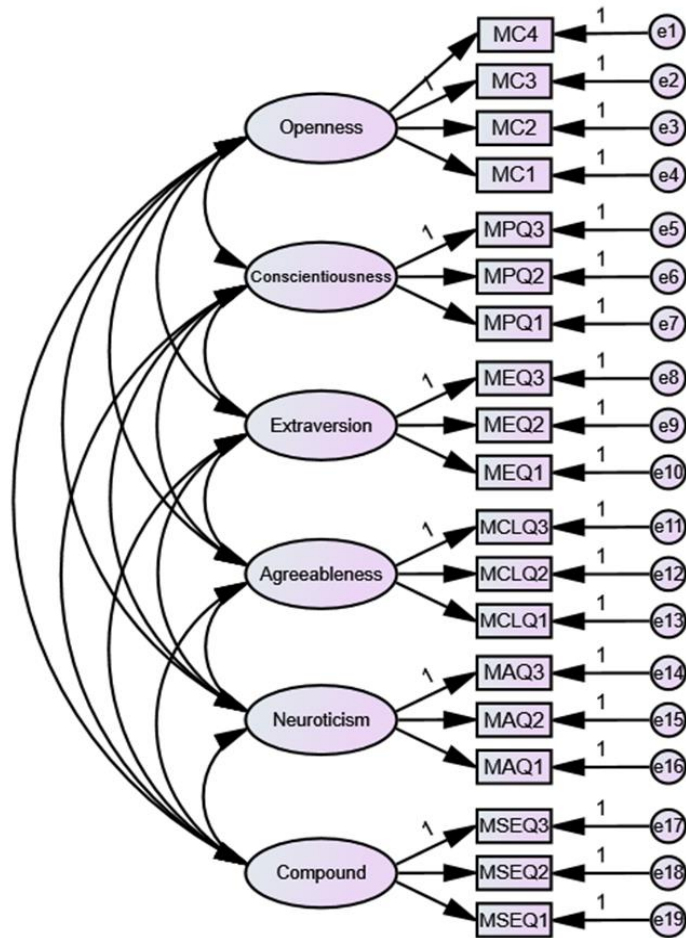 MC4 1 e1
1
MC3 1 e2
Openness MC2 1 e3
MC1 1 e4
1 MPQ3 1 e5
Conscientiousness MPQ2 1 e6
MPQ1 1 e7
1 MEQ3 1 e8
Extraversion MEQ2 1 e9
MEQ1 1 e10
1 MCLQ3 1 e11
Agreeableness MCLQ2 1 e12
MCLQ1 1 e13
1 MAQ3 1 e14
Neuroticism MAQ2 1 e15
MAQ1 1 e16
1 MSEQ3 1 e17
Compound MSEQ2 1 e18
MSEQ1 1 e19